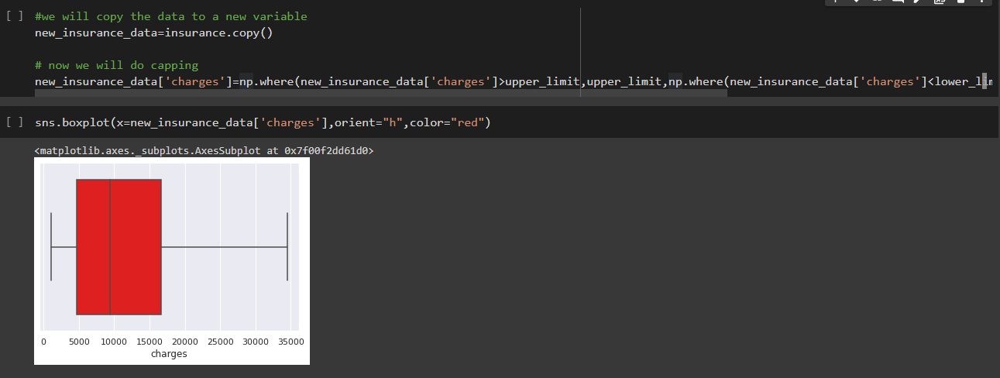 [ ] #we will copy the data to a new variable
new_insurance_data=insurance.copy()
# now we will do capping
new_insurance_data['charges']=np.where(new_insurance_data['charges']>upper_limit,upper_limit,np.where(new_insurance_data['charges']<lower_lim
[ ] sns.boxplot(x=new_insurance_data['charges'],orient="h",color="red")
<matplotlib.axes._subplots.AxesSubplot at 0x7f00f2dd61d0>
0 5000 10000 15000 20000 25000 30000 35000
charges